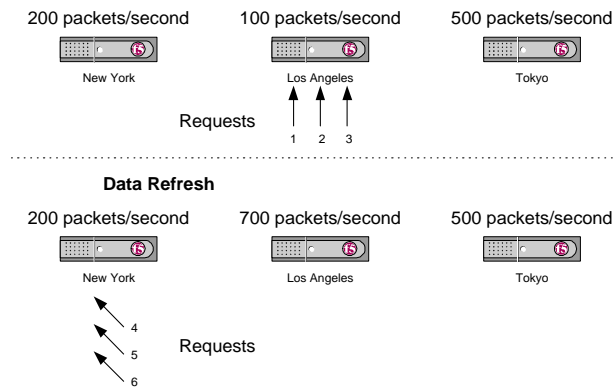 200 packets/second 100 packets/second 500 packets/second
New York Los Angeles Tokyo
Requests
1 2 3
Data Refresh
200 packets/second 700 packets/second 500 packets/second
New York Los Angeles Tokyo
4
5
Requests
6